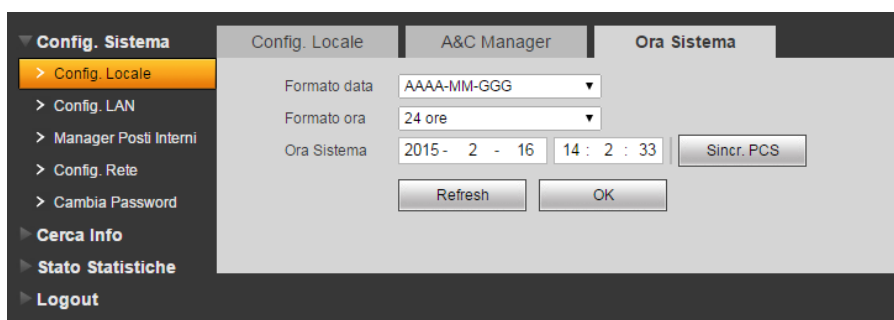 Config. Sistema
> Config. Locale
> Config. LAN
> Manager Posti Interni
> Config. Rete
> Cambia Password
Cerca Info
Stato Statistiche
Logout
Config. Locale
A&C Manager
Ora Sistema
Formato data AAAA-MM-GGG
Formato ora 24 ore
Ora Sistema 2015 - 2 - 16 14 : 2 : 33 Sincr. PCS
Refresh OK